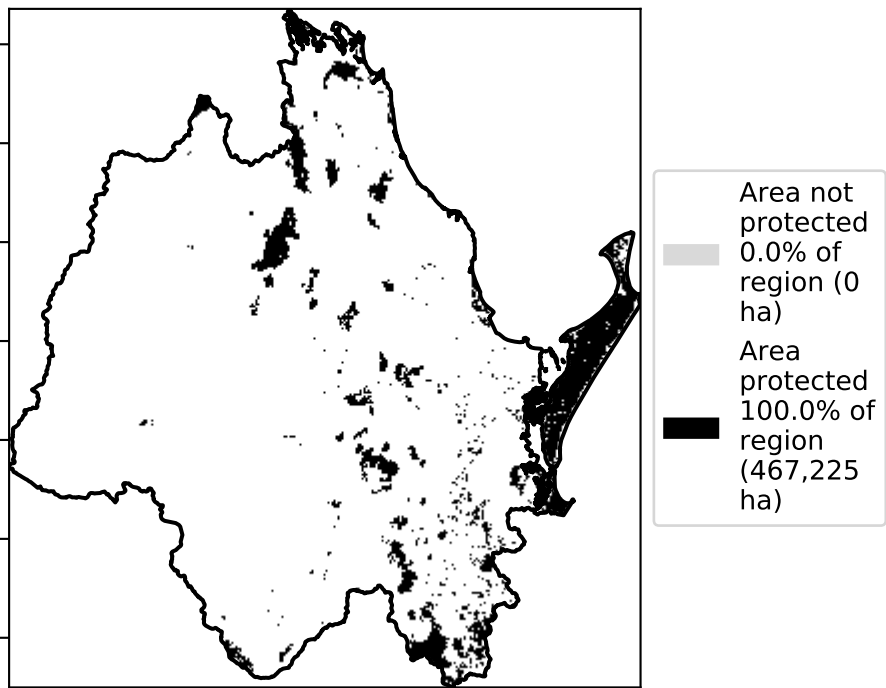 Area not
protected
0.0% of
region (0
ha)
Area
protected
100.0% of
region
(467,225
ha)